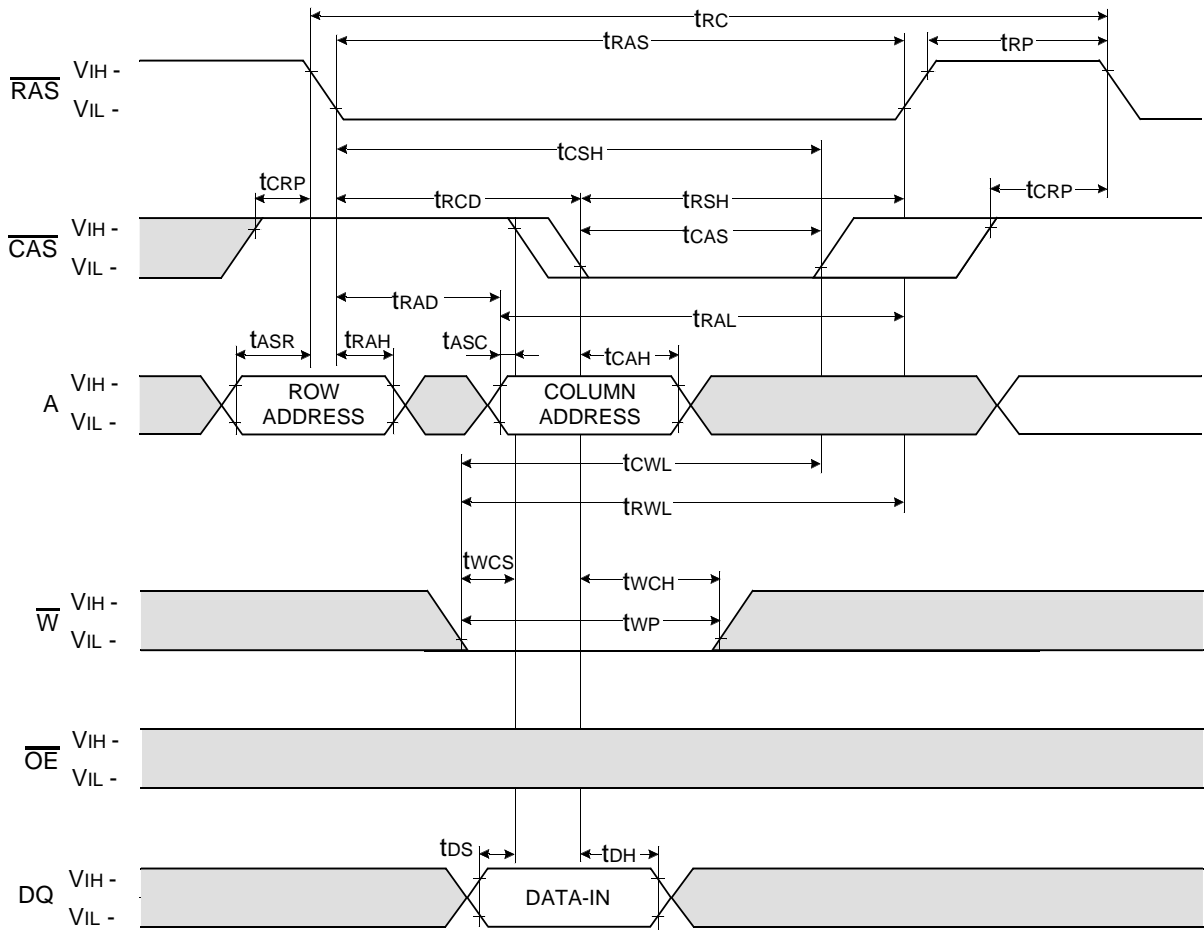 tRC
tRAS
tRP
RAS
VIH -
VIL -
tCSH
tCRP
tRCD
tRSH
tCRP
CAS
VIH -
VIL -
tCAS
tRAD
tRAL
tASR
tRAH
tASC
tCAH
A
VIH -
VIL -
ROW
ADDRESS
COLUMN
ADDRESS
tCWL
tRWL
tWCS
tWCH
W
VIH -
VIL -
tWP
OE
VIH -
VIL -
tDS
tDH
DQ
VIH -
VIL -
DATA-IN